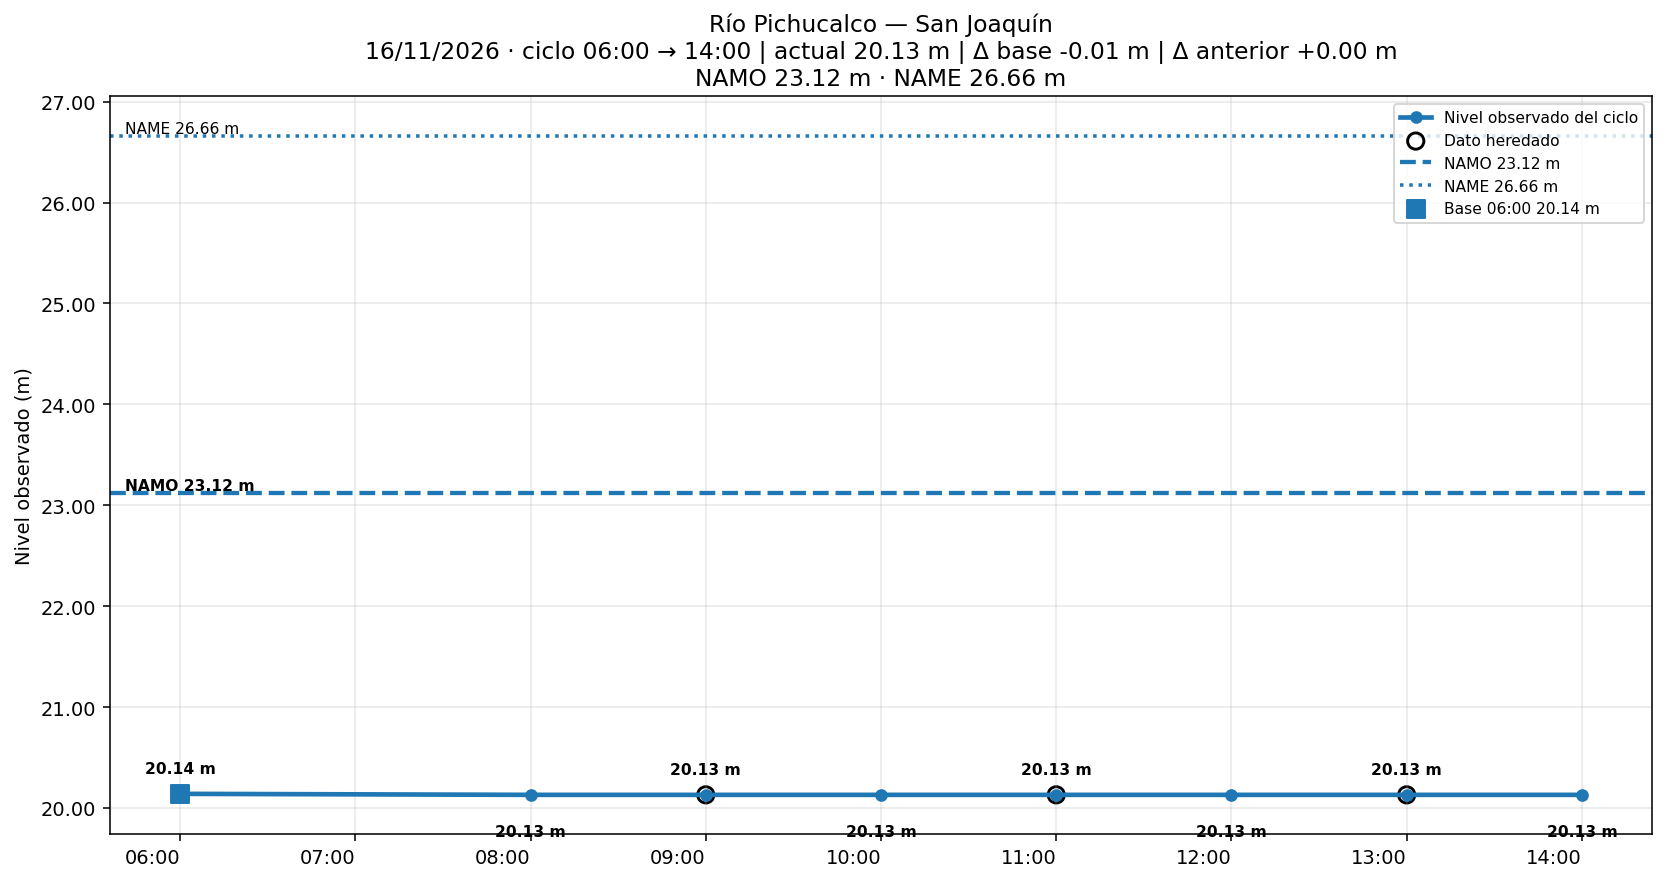 Río Pichucalco — San Joaquín
16/11/2026 · ciclo 06:00 → 14:00 | actual 20.13 m | Δ base -0.01 m | Δ anterior +0.00 m
NAMO 23.12 m · NAME 26.66 m
27.00
NAME 26.66 m
Nivel observado del ciclo
Dato heredado
NAMO 23.12 m
NAME 26.66 m
Base 06:00 20.14 m
26.00
25.00
24.00
Nivel observado (m)
NAMO 23.12 m
23.00
22.00
21.00
20.14 m
20.13 m
20.13 m
20.13 m
20.00
20.13 m
20.13 m
20.13 m
20.13 m
06:00
07:00
08:00
09:00
10:00
11:00
12:00
13:00
14:00